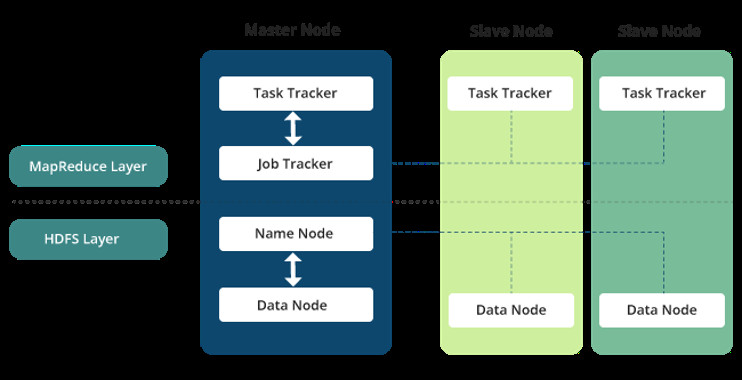 Master Node
Slave Node
Slave Node
Task Tracker
Task Tracker
Task Tracker
MapReduce Layer
Job Tracker
HDFS Layer
Name Node
Data Node
Data Node
Data Node